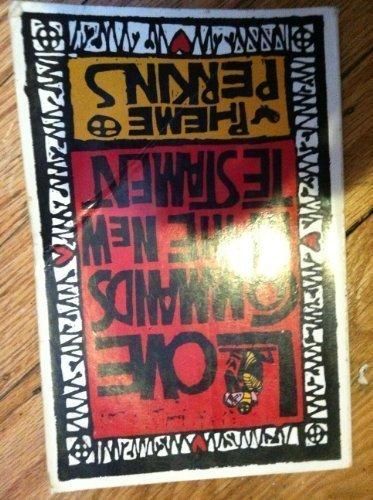 LOVE
COMMANDS
IN THE NEW
TESTAMENT
PHEME
PERKINS